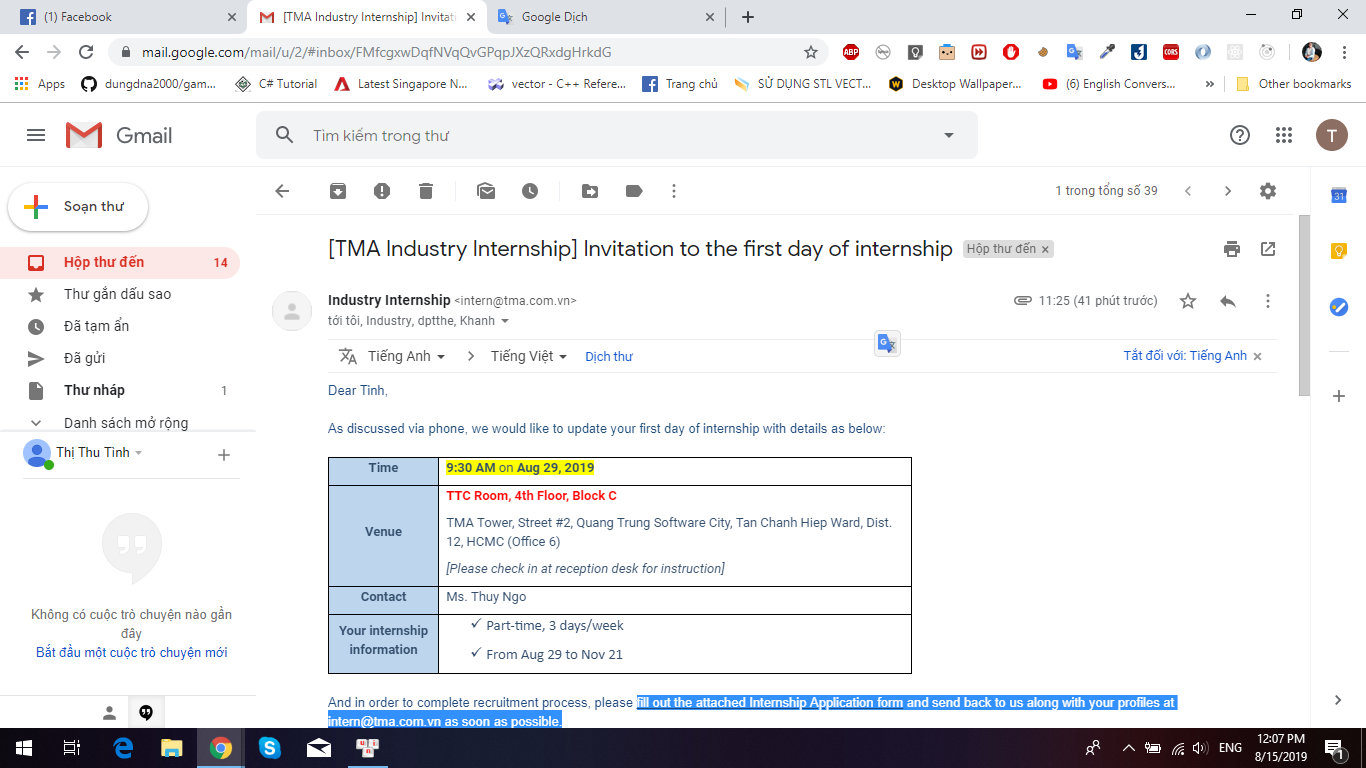 (1) Facebook
[TMA Industry Internship] Invitati
Google Dịch
mail.google.com/mail/u/2/#inbox/FMfcgxwDqfNVqQvGPqpJXzQRxdgHrkdG
Apps
dungdna2000/gam...
C# Tutorial
Latest Singapore N...
vector - C++ Refere...
Trang chủ
SỬ DỤNG STL VECT...
Desktop Wallpaper...
(6) English Convers...
»
Other bookmarks
Gmail
Tìm kiếm trong thư
T
Soạn thư
1 trong tổng số 39
Hộp thư đến 14
Thư gắn dấu sao
Đã tạm ẩn
Đã gửi
Thư nháp 1
Danh sách mở rộng
Thị Thu Tình
Không có cuộc trò chuyện nào gần
đây
Bắt đầu một cuộc trò chuyện mới
[TMA Industry Internship] Invitation to the first day of internship
Hộp thư đến ×
Industry Internship <intern@tma.com.vn>
11:25 (41 phút trước)
tới tôi, Industry, dptthe, Khanh
Tiếng Anh > Tiếng Việt Dịch thư
Tắt đối với: Tiếng Anh ×
Dear Tình,
As discussed via phone, we would like to update your first day of internship with details as below:
Time 9:30 AM on Aug 29, 2019
Venue
TTC Room, 4th Floor, Block C
TMA Tower, Street #2, Quang Trung Software City, Tan Chanh Hiep Ward, Dist.
12, HCMC (Office 6)
[Please check in at reception desk for instruction]
Contact Ms. Thuy Ngo
Your internship
information
✓ Part-time, 3 days/week
✓ From Aug 29 to Nov 21
And in order to complete recruitment process, please fill out the attached Internship Application form and send back to us along with your profiles at
intern@tma.com.vn as soon as possible.
31
ENG
12:07 PM
8/15/2019
1